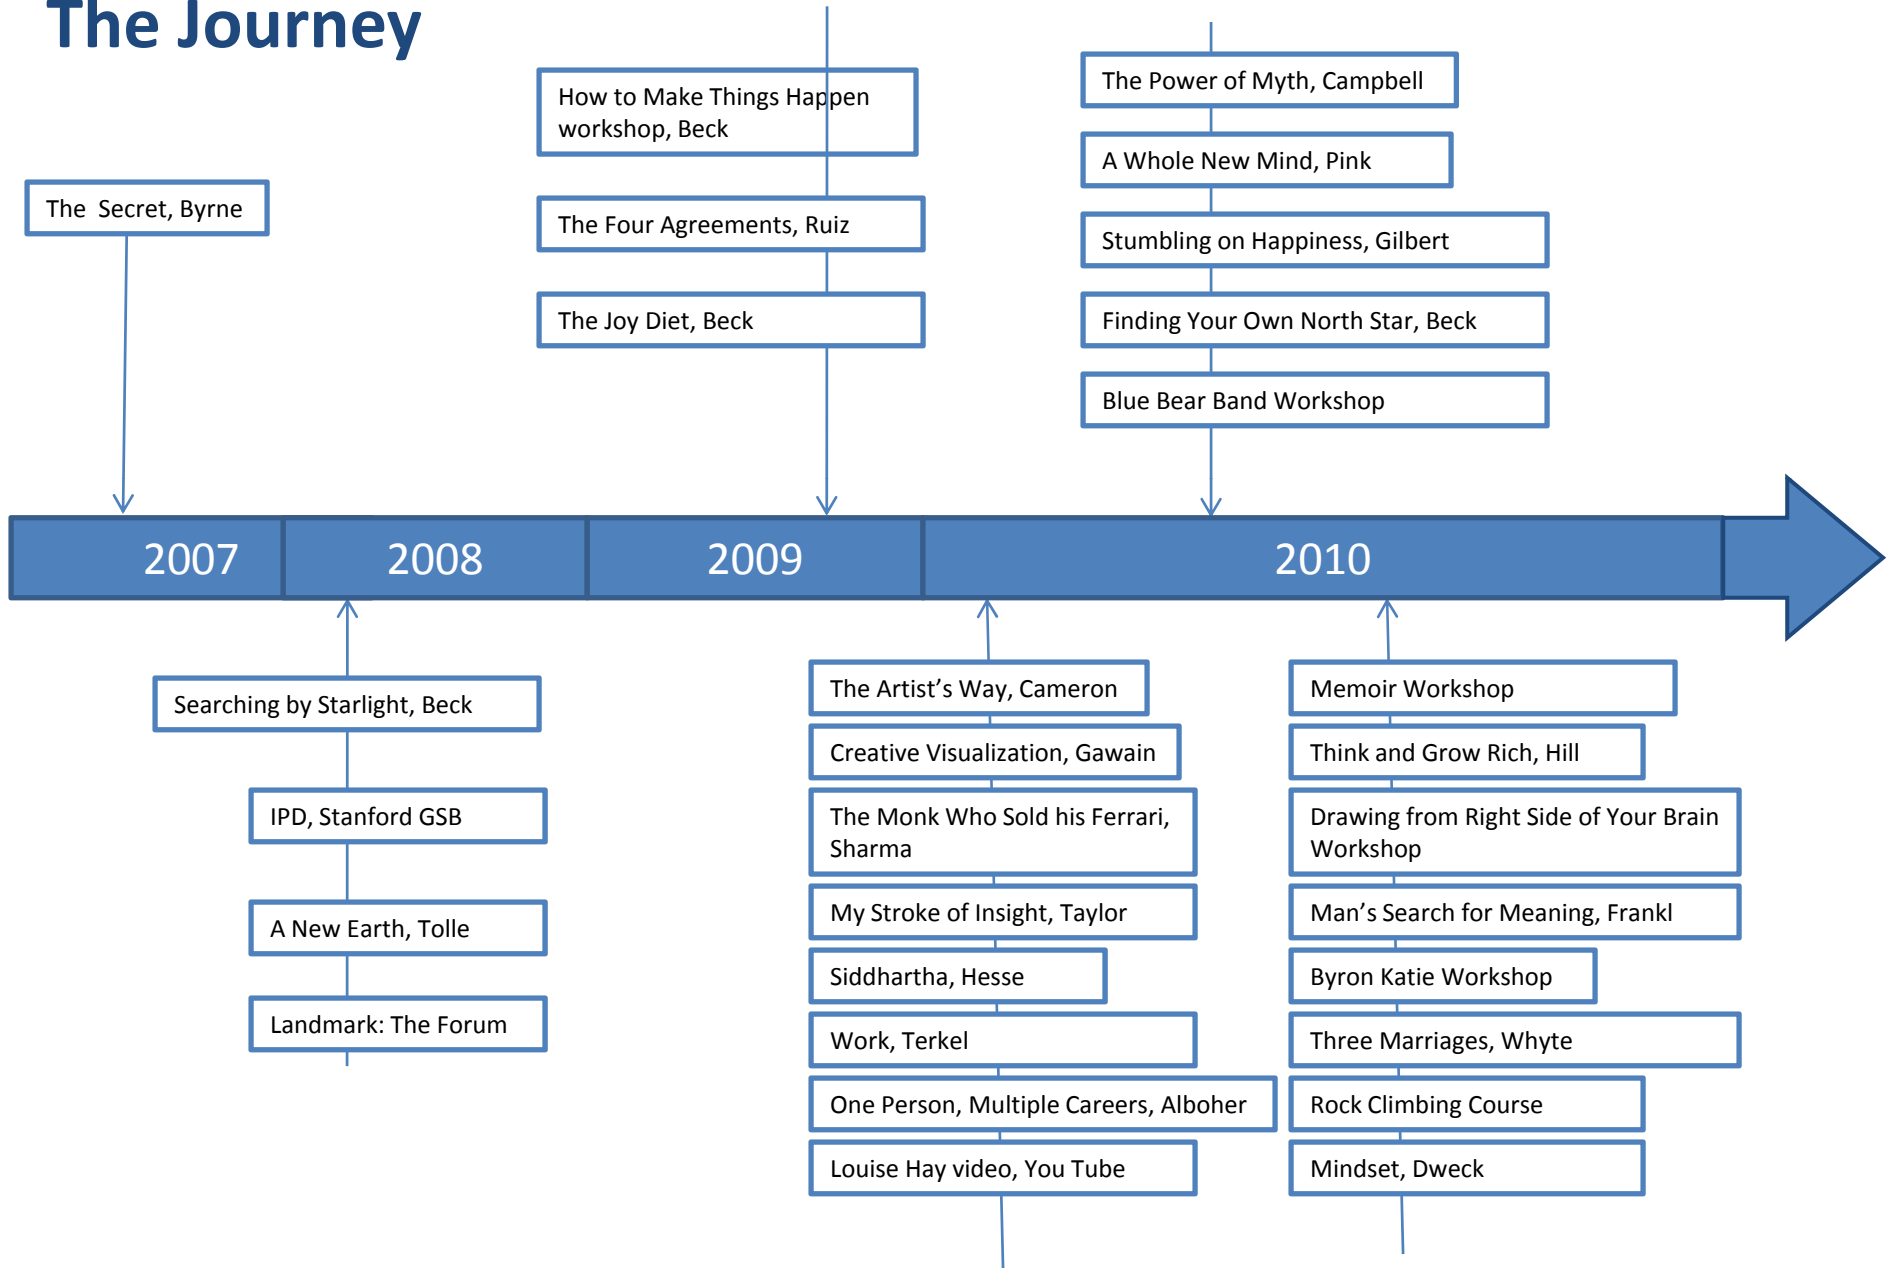 The Journey
The  Secret, Byrne
How to Make Things Happen
workshop, Beck
The Four Agreements, Ruiz
The Joy Diet, Beck
The Power of Myth, Campbell
A Whole New Mind, Pink
Stumbling on Happiness, Gilbert
Finding Your Own North Star, Beck
Blue Bear Band Workshop
2007
2008
2009
2010
Searching by Starlight, Beck
IPD, Stanford GSB
A New Earth, Tolle
Landmark: The Forum
The Artist’s Way, Cameron
Creative Visualization, Gawain
The Monk Who Sold his Ferrari,
Sharma
My Stroke of Insight, Taylor
Siddhartha, Hesse
Work, Terkel
One Person, Multiple Careers, Alboher
Louise Hay video, You Tube
Memoir Workshop
Think and Grow Rich, Hill
Drawing from Right Side of Your Brain
Workshop
Man’s Search for Meaning, Frankl
Byron Katie Workshop
Three Marriages, Whyte
Rock Climbing Course
Mindset, Dweck